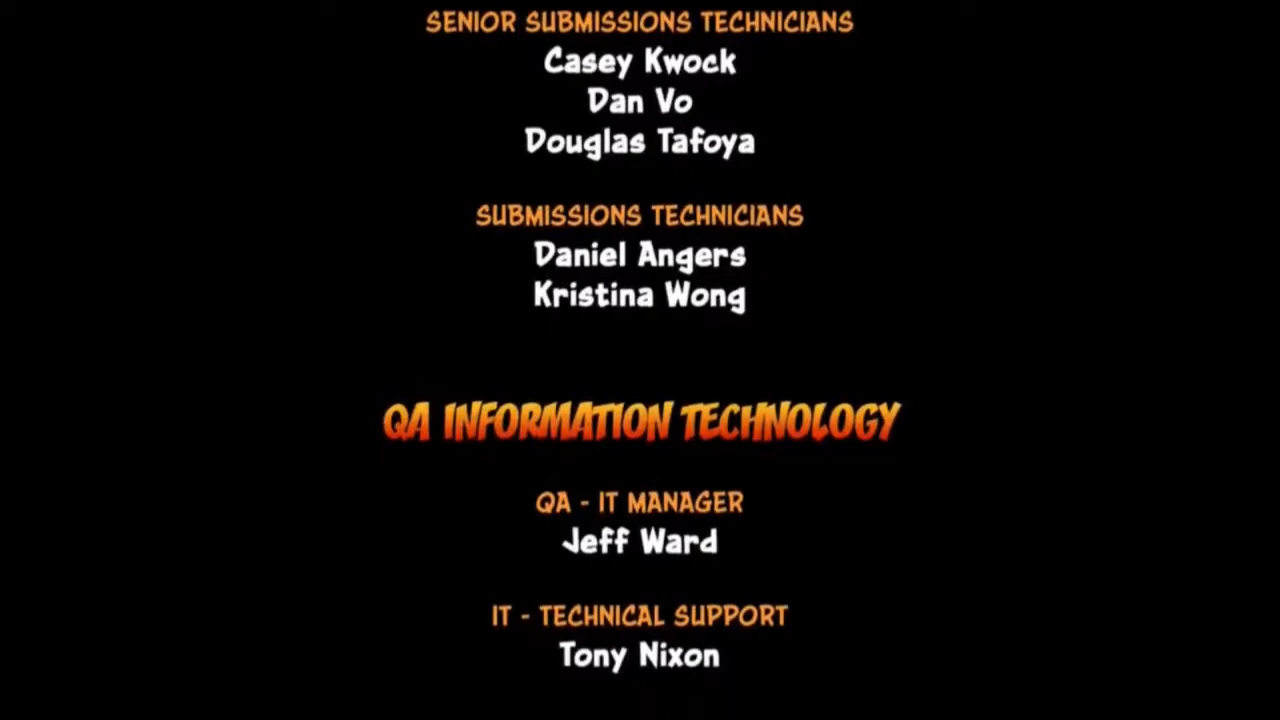 SENIOR SUBMISSIONS TECHNICIANS
Casey Kwock
Dan Vo
Douglas Tafoya
SUBMISSIONS TECHNICIANS
Daniel Angers
Kristina Wong
QA INFORMATION TECHNOLOGY
QA - IT MANAGER
Jeff Ward
IT - TECHNICAL SUPPORT
Tony Nixon